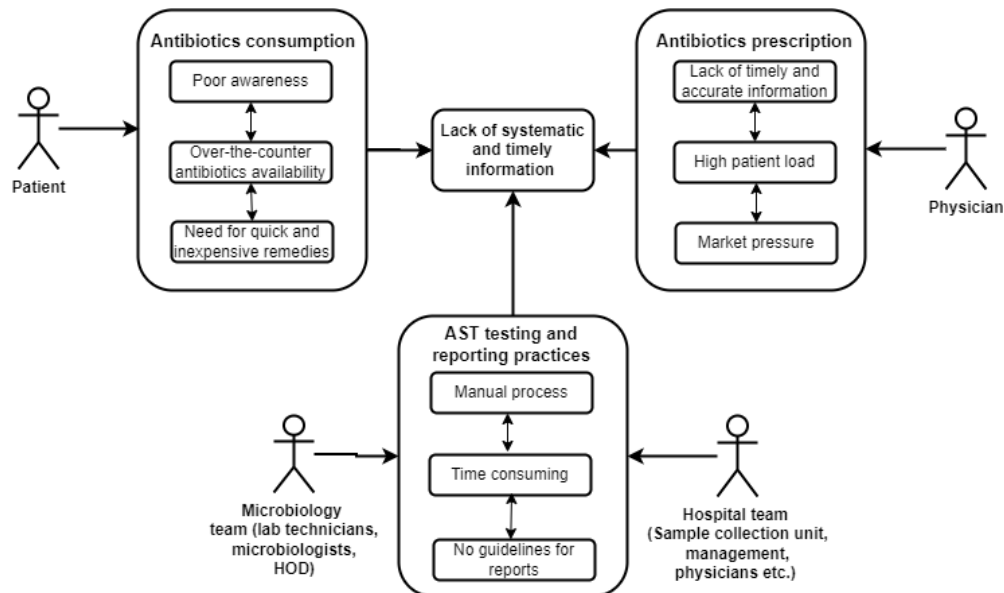 Antibiotics consumption
Poor awareness
Over-the-counter
antibiotics availability
Need for quick and
inexpensive remedies
Patient
Lack of systematic
and timely
information
Antibiotics prescription
Lack of timely and
accurate information
High patient load
Market pressure
Physician
AST testing and
reporting practices
Manual process
Time consuming
No guidelines for
reports
Microbiology
team (lab technicians,
microbiologists,
HOD)
Hospital team
(Sample collection unit,
management,
physicians etc.)